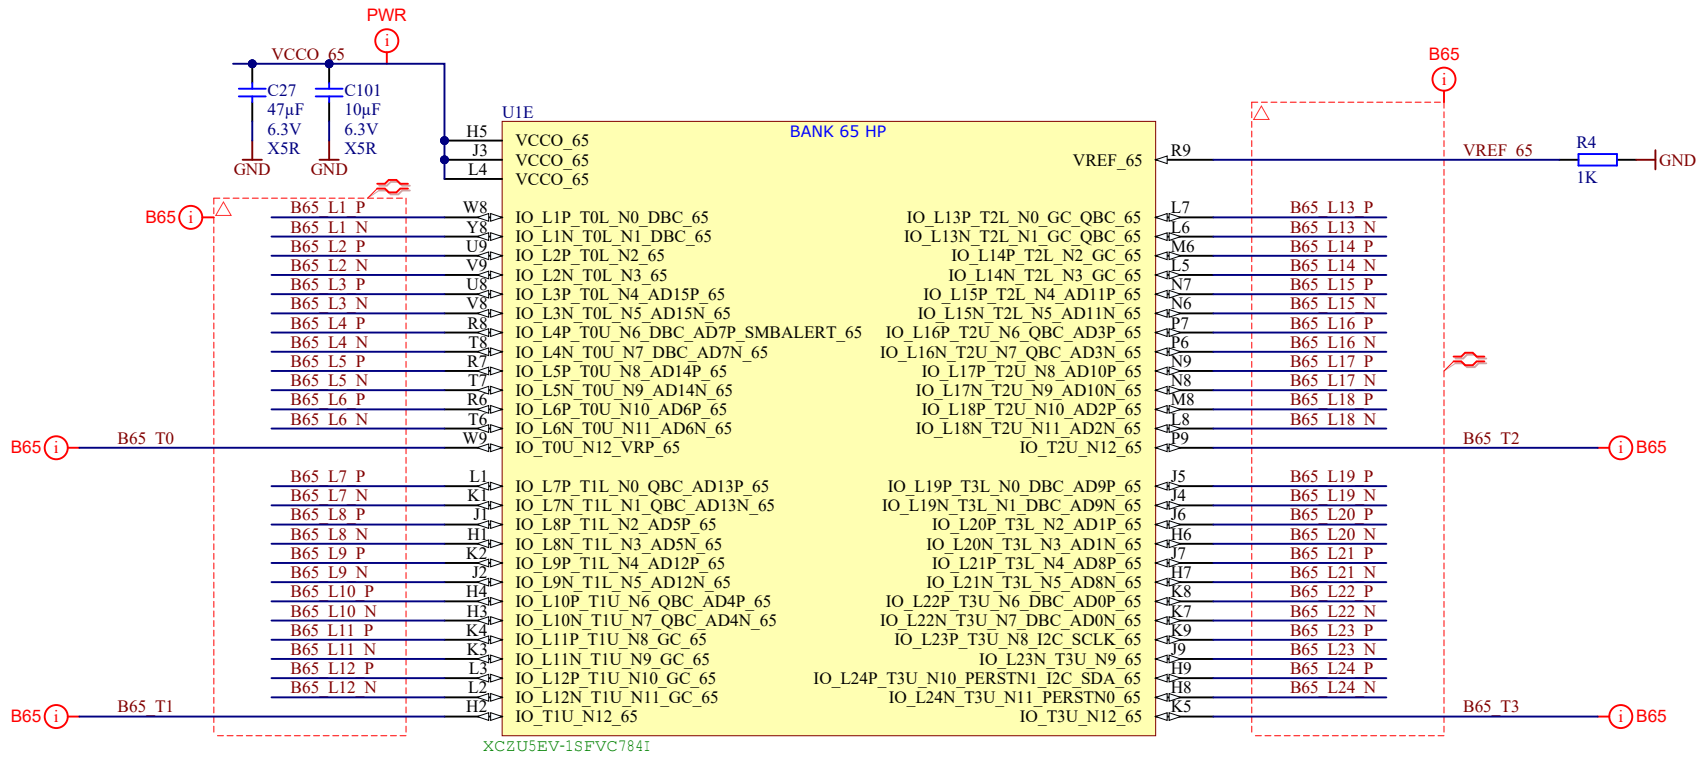 PWR
VCCO_65
C27
47µF
6.3V
X5R
GND
C101
10µF
6.3V
X5R
GND
U1E
BANK 65 HP
H5 VCCO_65
J3 VCCO_65
L4 VCCO_65
B65
B65_L1_P W8 IO_L1P_T0L_N0_DBC_65
B65_L1_N Y8 IO_L1N_T0L_N1_DBC_65
B65_L2_P U9 IO_L2P_T0L_N2_65
B65_L2_N V9 IO_L2N_T0L_N3_65
B65_L3_P U8 IO_L3P_T0L_N4_AD15P_65
B65_L3_N V8 IO_L3N_T0L_N5_AD15N_65
B65_L4_P R8 IO_L4P_T0U_N6_DBC_AD7P_SMBALERT_65
B65_L4_N T8 IO_L4N_T0U_N7_DBC_AD7N_65
B65_L5_P R7 IO_L5P_T0U_N8_AD14P_65
B65_L5_N T7 IO_L5N_T0U_N9_AD14N_65
B65_L6_P R6 IO_L6P_T0U_N10_AD6P_65
B65_L6_N T6 IO_L6N_T0U_N11_AD6N_65
B65 B65_T0 W9 IO_T0U_N12_VRP_65
B65_L7_P L1 IO_L7P_T1L_N0_QBC_AD13P_65
B65_L7_N K1 IO_L7N_T1L_N1_QBC_AD13N_65
B65_L8_P J1 IO_L8P_T1L_N2_AD5P_65
B65_L8_N H1 IO_L8N_T1L_N3_AD5N_65
B65_L9_P K2 IO_L9P_T1L_N4_AD12P_65
B65_L9_N J2 IO_L9N_T1L_N5_AD12N_65
B65_L10_P H4 IO_L10P_T1U_N6_QBC_AD4P_65
B65_L10_N H3 IO_L10N_T1U_N7_QBC_AD4N_65
B65_L11_P K4 IO_L11P_T1U_N8_GC_65
B65_L11_N K3 IO_L11N_T1U_N9_GC_65
B65_L12_P L3 IO_L12P_T1U_N10_GC_65
B65_L12_N L2 IO_L12N_T1U_N11_GC_65
B65 B65_T1 H2 IO_T1U_N12_65
XCZU5EV-1SFVC784I
B65
VREF_65 R9 VREF_65 R4 GND
1K
IO_L13P_T2L_N0_GC_QBC_65 L7 B65_L13_P
IO_L13N_T2L_N1_GC_QBC_65 L6 B65_L13_N
IO_L14P_T2L_N2_GC_65 M6 B65_L14_P
IO_L14N_T2L_N3_GC_65 L5 B65_L14_N
IO_L15P_T2L_N4_AD11P_65 N7 B65_L15_P
IO_L15N_T2L_N5_AD11N_65 N6 B65_L15_N
IO_L16P_T2U_N6_QBC_AD3P_65 P7 B65_L16_P
IO_L16N_T2U_N7_QBC_AD3N_65 P6 B65_L16_N
IO_L17P_T2U_N8_AD10P_65 N9 B65_L17_P
IO_L17N_T2U_N9_AD10N_65 N8 B65_L17_N
IO_L18P_T2U_N10_AD2P_65 M8 B65_L18_P
IO_L18N_T2U_N11_AD2N_65 L8 B65_L18_N
IO_T2U_N12_65 P9 B65_T2 B65
IO_L19P_T3L_N0_DBC_AD9P_65 J5 B65_L19_P
IO_L19N_T3L_N1_DBC_AD9N_65 J4 B65_L19_N
IO_L20P_T3L_N2_AD1P_65 J6 B65_L20_P
IO_L20N_T3L_N3_AD1N_65 H6 B65_L20_N
IO_L21P_T3L_N4_AD8P_65 J7 B65_L21_P
IO_L21N_T3L_N5_AD8N_65 H7 B65_L21_N
IO_L22P_T3U_N6_DBC_AD0P_65 K8 B65_L22_P
IO_L22N_T3U_N7_DBC_AD0N_65 K7 B65_L22_N
IO_L23P_T3U_N8_I2C_SCLK_65 K9 B65_L23_P
IO_L23N_T3U_N9_65 J9 B65_L23_N
IO_L24P_T3U_N10_PERSTN1_I2C_SDA_65 H9 B65_L24_P
IO_L24N_T3U_N11_PERSTN0_65 H8 B65_L24_N
IO_T3U_N12_65 K5 B65_T3 B65